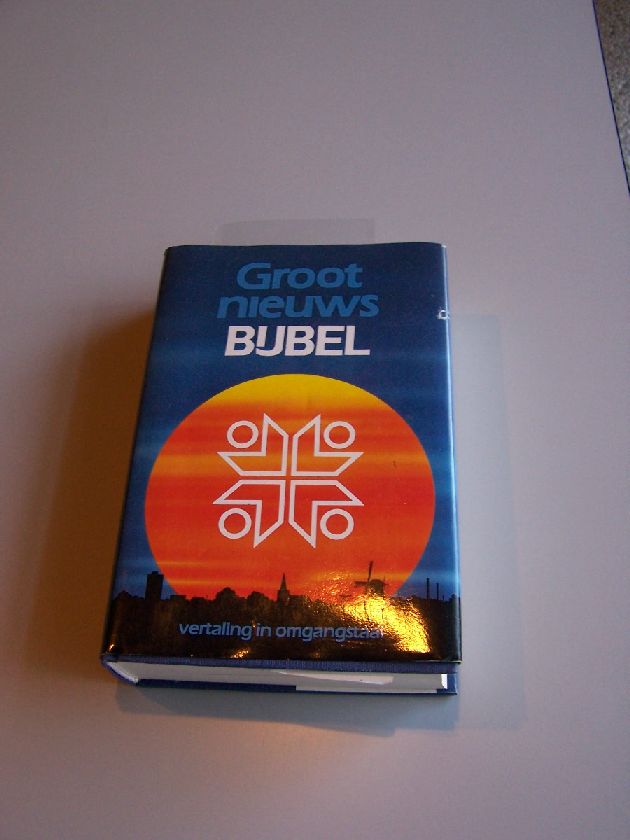 Groot
nieuws
BIJBEL
vertaling in omgangstaal